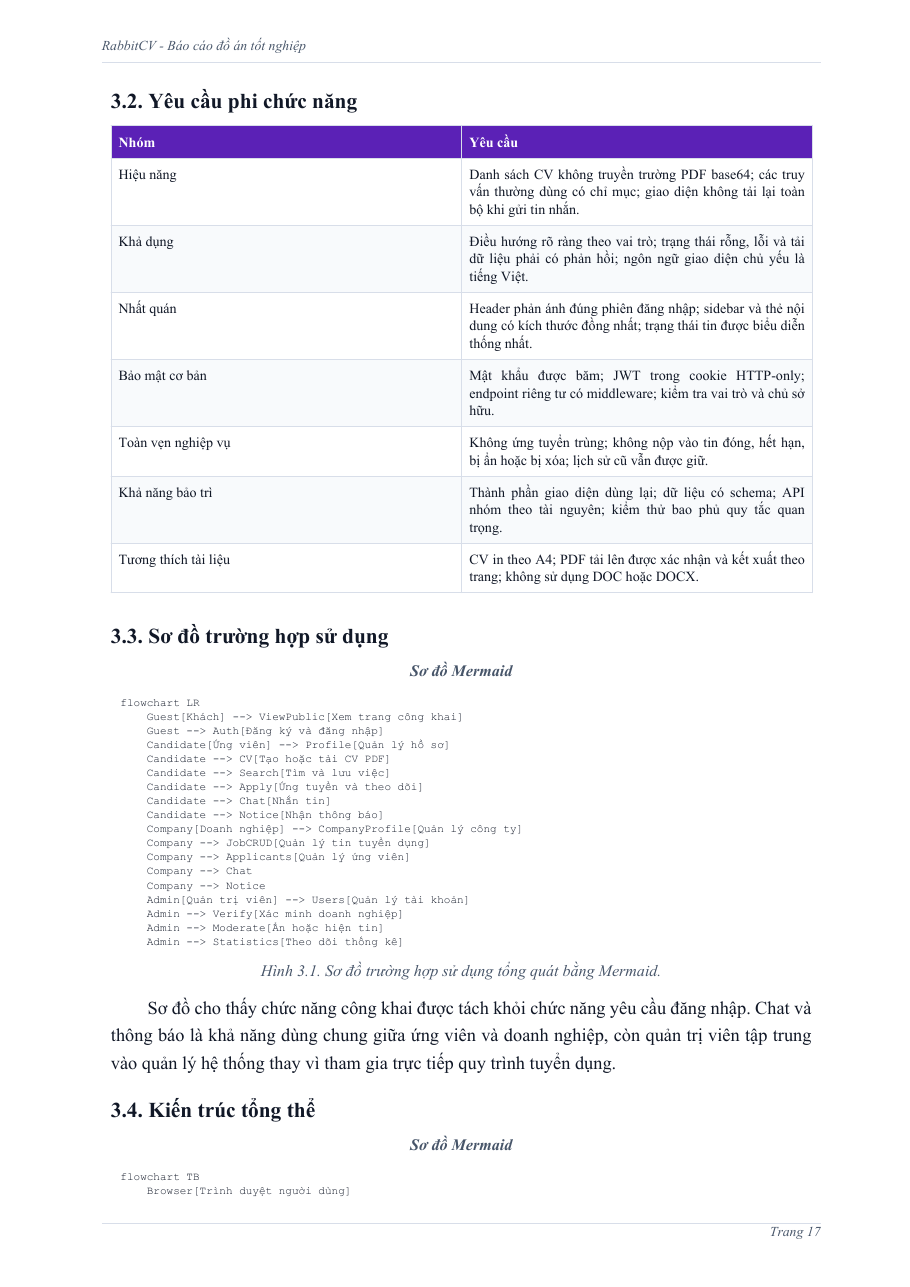 RabbitCV - Báo cáo đồ án tốt nghiệp
3.2. Yêu cầu phi chức năng
Nhóm
Yêu cầu
Hiệu năng
Danh sách CV không truyền trường PDF base64; các truy
vấn thường dùng có chỉ mục; giao diện không tải lại toàn
bộ khi gửi tin nhắn.
Khả dụng
Điều hướng rõ ràng theo vai trò; trạng thái rỗng, lỗi và tải
dữ liệu phải có phản hồi; ngôn ngữ giao diện chủ yếu là
tiếng Việt.
Nhất quán
Header phản ánh đúng phiên đăng nhập; sidebar và thẻ nội
dung có kích thước đồng nhất; trạng thái tin được biểu diễn
thống nhất.
Bảo mật cơ bản
Mật khẩu được băm; JWT trong cookie HTTP-only;
endpoint riêng tư có middleware; kiểm tra vai trò và chủ sở
hữu.
Toàn vẹn nghiệp vụ
Không ứng tuyển trùng; không nộp vào tin đóng, hết hạn,
bị ẩn hoặc bị xóa; lịch sử cũ vẫn được giữ.
Khả năng bảo trì
Thành phần giao diện dùng lại; dữ liệu có schema; API
nhóm theo tài nguyên; kiểm thử bao phủ quy tắc quan
trọng.
Tương thích tài liệu
CV in theo A4; PDF tải lên được xác nhận và kết xuất theo
trang; không sử dụng DOC hoặc DOCX.
3.3. Sơ đồ trường hợp sử dụng
Sơ đồ Mermaid
flowchart LR
Guest[Khách] --> ViewPublic[Xem trang công khai]
Guest --> Auth[Đăng ký và đăng nhập]
Candidate[Ứng viên] --> Profile[Quản lý hồ sơ]
Candidate --> CV[Tạo hoặc tải CV PDF]
Candidate --> Search[Tìm và lưu việc]
Candidate --> Apply[Ứng tuyển và theo dõi]
Candidate --> Chat[Nhắn tin]
Candidate --> Notice[Nhận thông báo]
Company[Doanh nghiệp] --> CompanyProfile[Quản lý công ty]
Company --> JobCRUD[Quản lý tin tuyển dụng]
Company --> Applicants[Quản lý ứng viên]
Company --> Chat
Company --> Notice
Admin[Quản trị viên] --> Users[Quản lý tài khoản]
Admin --> Verify[Xác minh doanh nghiệp]
Admin --> Moderate[Ẩn hoặc hiện tin]
Admin --> Statistics[Theo dõi thống kê]
Hình 3.1. Sơ đồ trường hợp sử dụng tổng quát bằng Mermaid.
Sơ đồ cho thấy chức năng công khai được tách khỏi chức năng yêu cầu đăng nhập. Chat và
thông báo là khả năng dùng chung giữa ứng viên và doanh nghiệp, còn quản trị viên tập trung
vào quản lý hệ thống thay vì tham gia trực tiếp quy trình tuyển dụng.
3.4. Kiến trúc tổng thể
Sơ đồ Mermaid
flowchart TB
Browser[Trình duyệt người dùng]
Trang 17